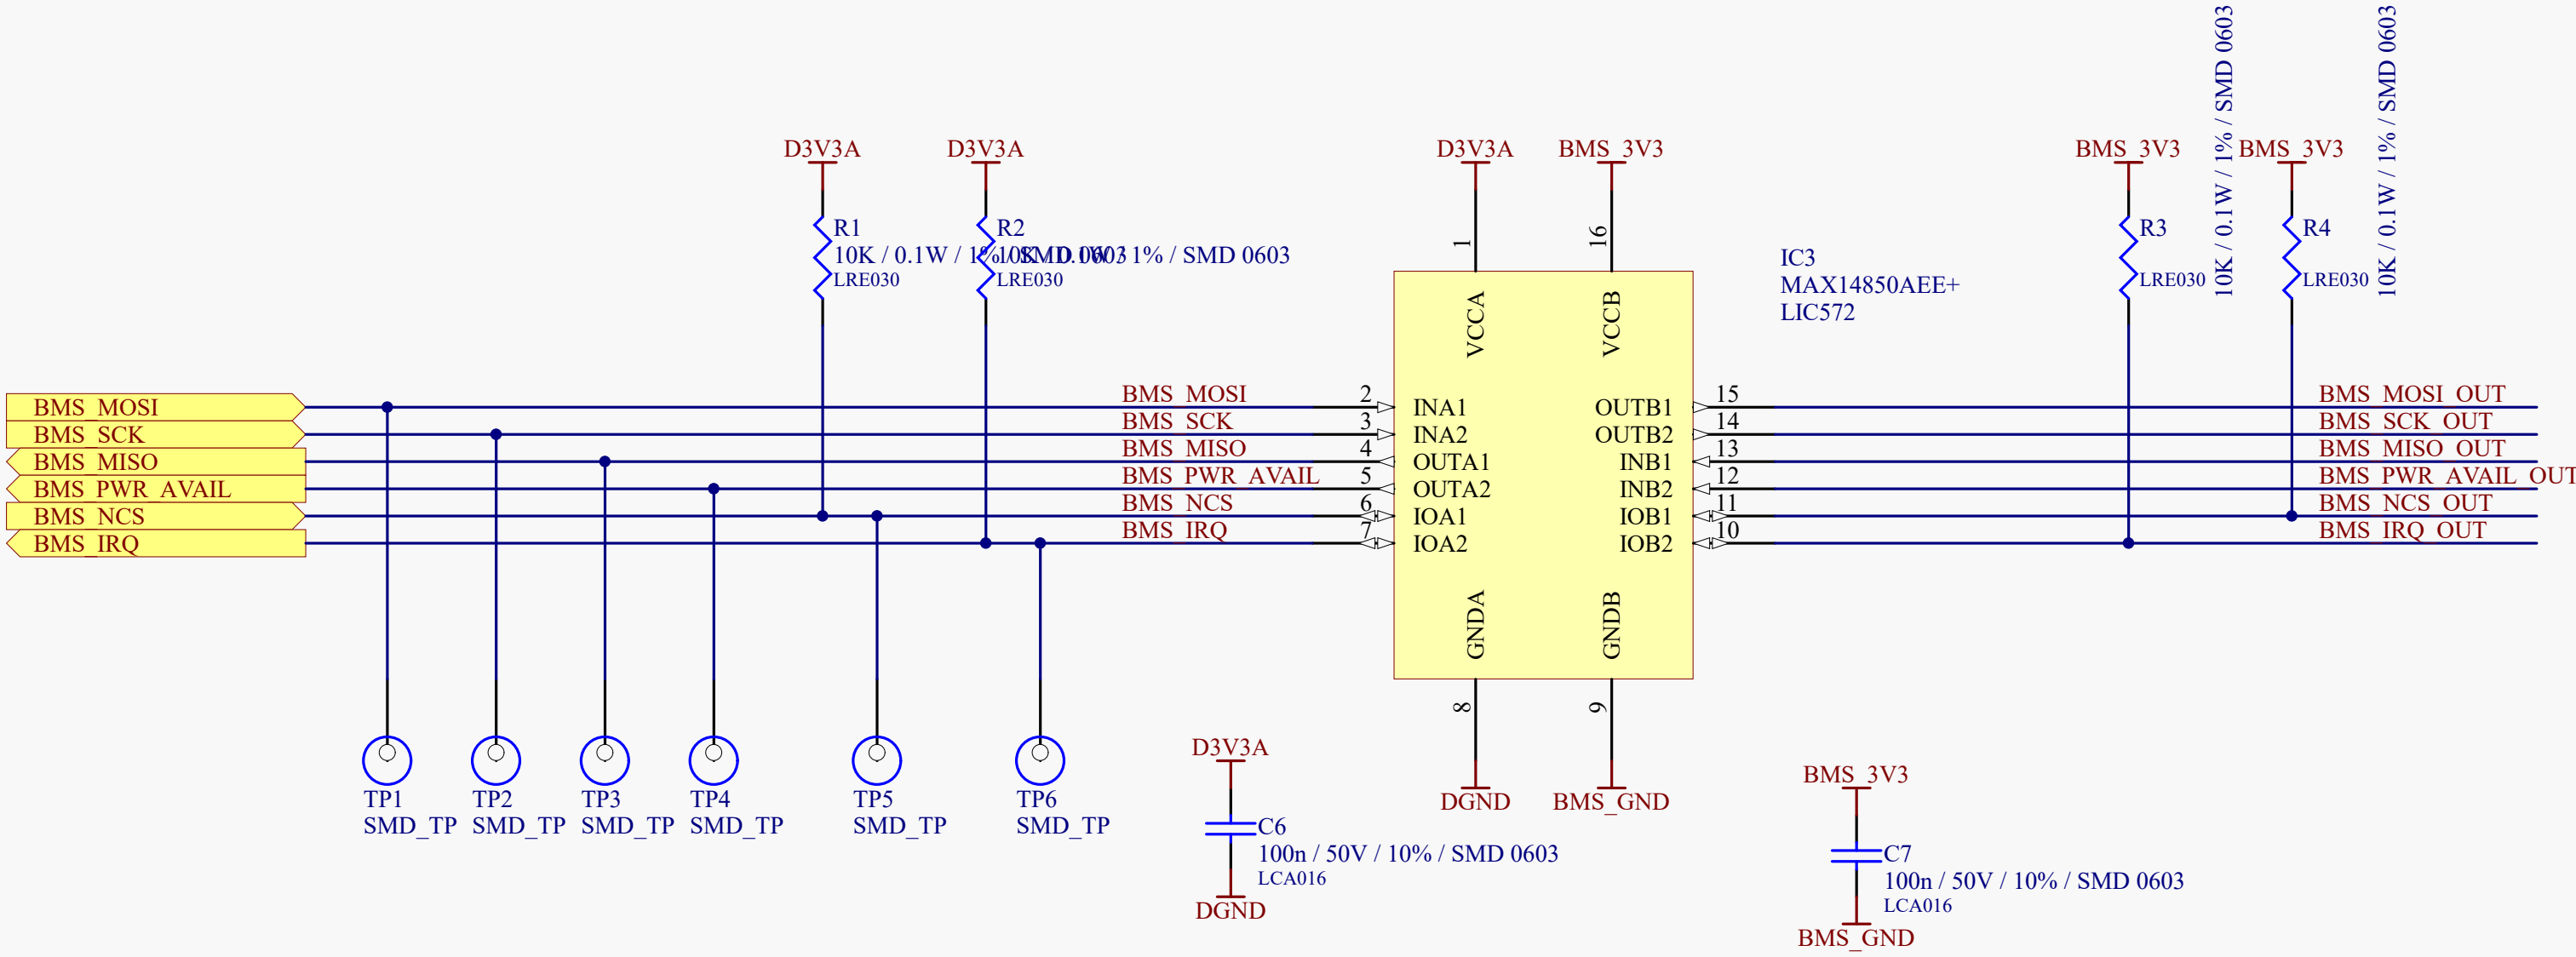 10K / 0.1W / 1% / SMD 0603
10K / 0.1W / 1% / SMD 0603
D3V3A
D3V3A
D3V3A
BMS_3V3
BMS_3V3
BMS_3V3
R1
10K / 0.1W / 1% / SMD 0603
LRE030
R2
10K / 0.1W / 1% / SMD 0603
LRE030
1
16
IC3
MAX14850AEE+
LIC572
R3
LRE030
R4
LRE030
VCCA
VCCB
BMS_MOSI
BMS_MOSI
2
INA1
OUTB1
15
BMS_MOSI_OUT
BMS_SCK
BMS_SCK
3
INA2
OUTB2
14
BMS_SCK_OUT
BMS_MISO
BMS_MISO
4
OUTA1
INB1
13
BMS_MISO_OUT
BMS_PWR_AVAIL
BMS_PWR_AVAIL
5
OUTA2
INB2
12
BMS_PWR_AVAIL_OUT
BMS_NCS
BMS_NCS
6
IOA1
IOB1
11
BMS_NCS_OUT
BMS_IRQ
BMS_IRQ
7
IOA2
IOB2
10
BMS_IRQ_OUT
GNDA
GNDB
8
9
DGND
BMS_GND
TP1
SMD_TP
TP2
SMD_TP
TP3
SMD_TP
TP4
SMD_TP
TP5
SMD_TP
TP6
SMD_TP
D3V3A
C6
100n / 50V / 10% / SMD 0603
LCA016
DGND
BMS_3V3
C7
100n / 50V / 10% / SMD 0603
LCA016
BMS_GND